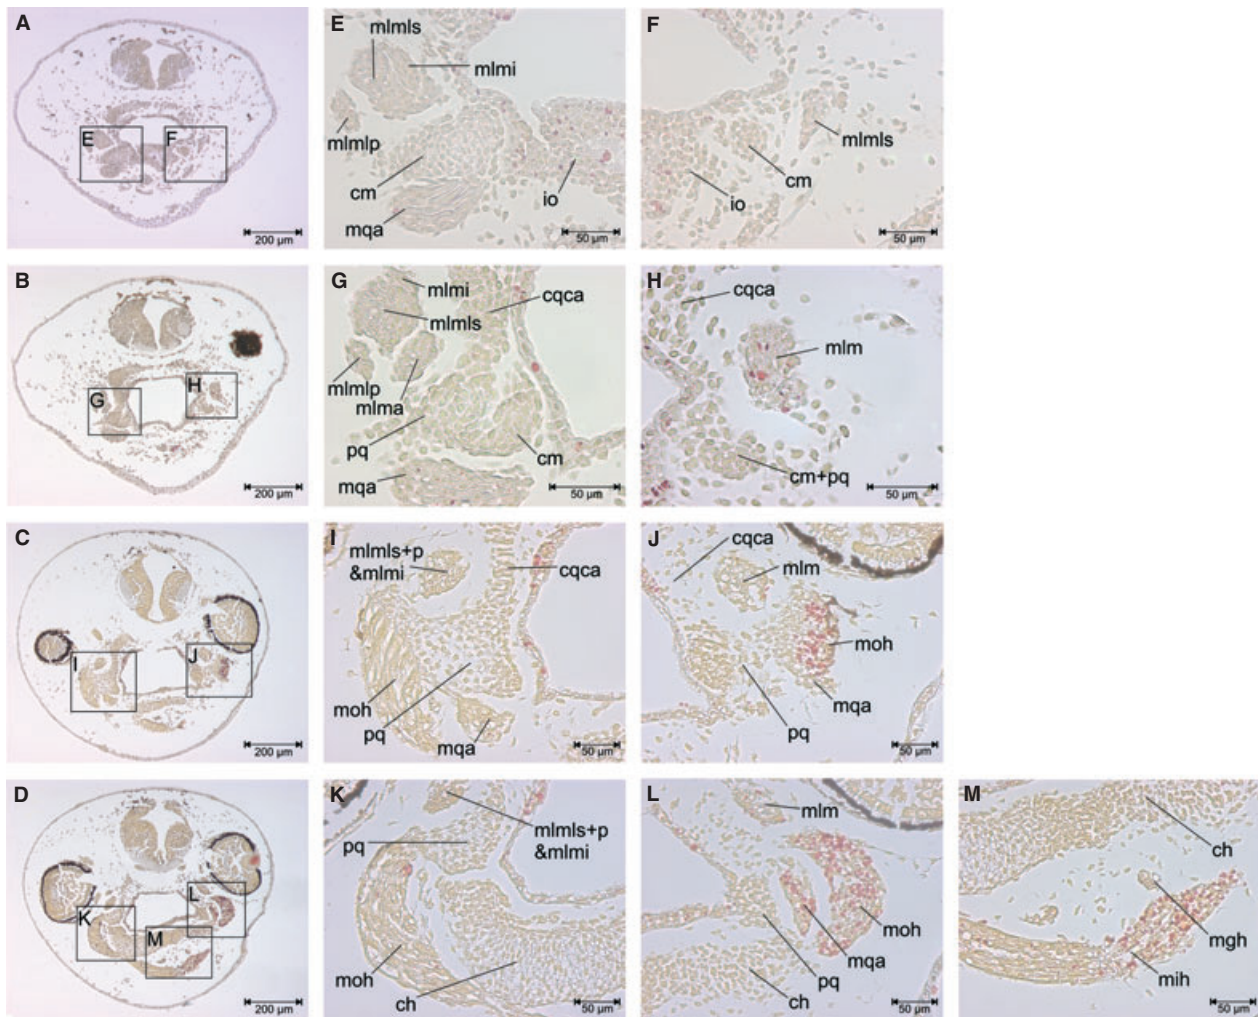 A
E
F
200 µm
E
mlmls
mlmi
mlmlp
cm
mqa
io
50 µm
F
mlmls
cm
io
50 µm
B
G
H
200 µm
G
mlmi
cqca
mlmls
mlmlp
mlma
pq
cm
mqa
50 µm
H
cqca
mlm
cm+pq
50 µm
C
I
J
200 µm
I
mlmls+p
&mlmi
cqca
moh
pq
mqa
50 µm
J
cqca
mlm
moh
mqa
pq
50 µm
D
K
L
M
200 µm
K
pq
mlmls+p
&mlmi
moh
ch
50 µm
L
mlm
moh
mqa
pq
ch
50 µm
M
ch
mgh
mih
50 µm